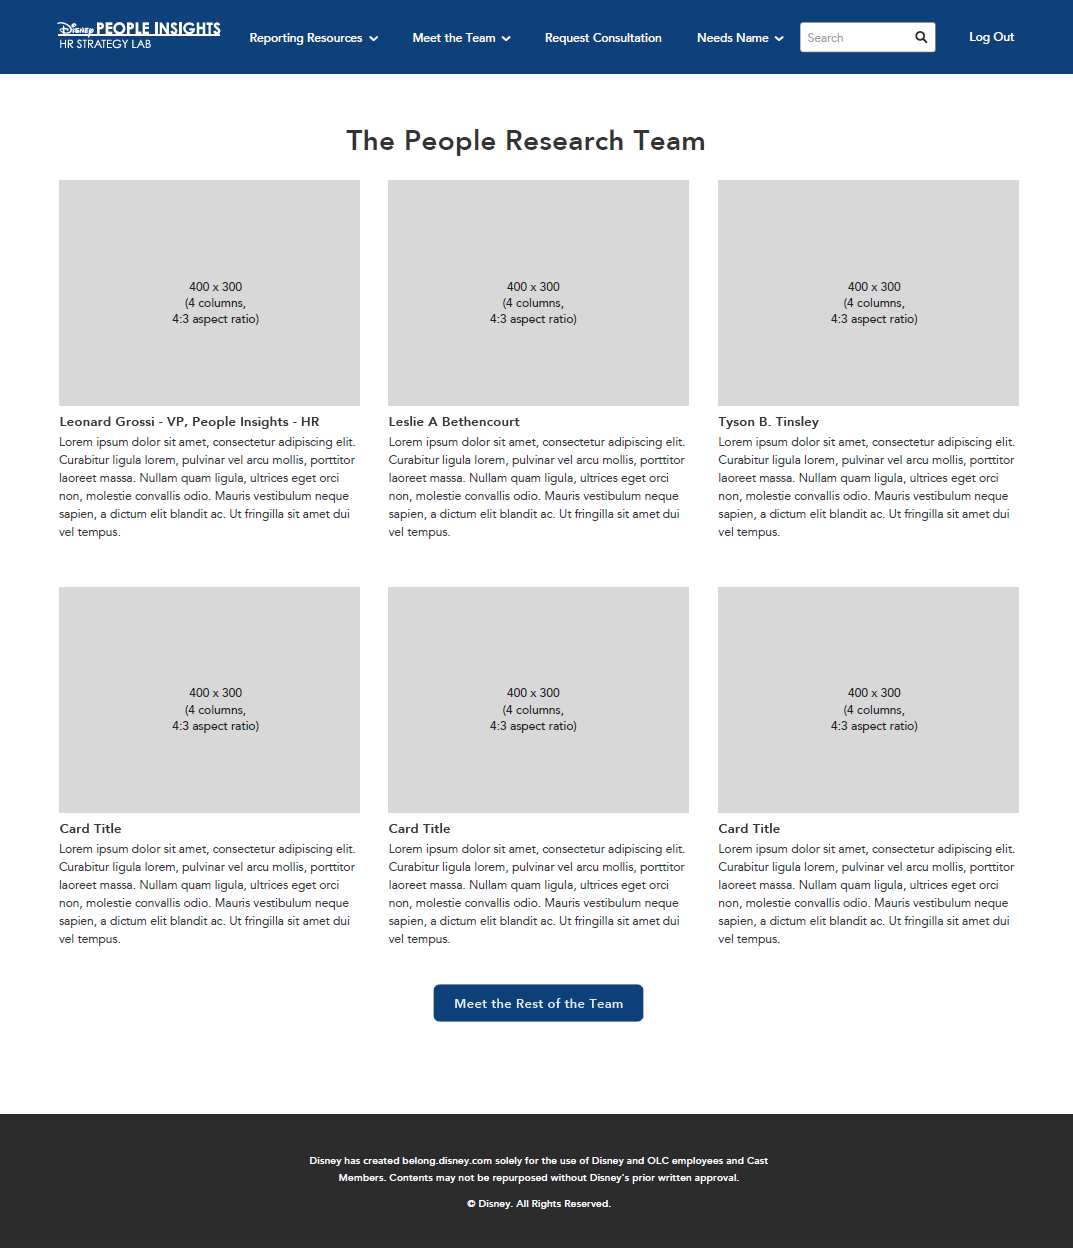 Disney PEOPLE INSIGHTS
HR STRATEGY LAB
Reporting Resources
Meet the Team
Request Consultation
Needs Name
Search
Log Out
The People Research Team
400 x 300
(4 columns,
4:3 aspect ratio)
400 x 300
(4 columns,
4:3 aspect ratio)
400 x 300
(4 columns,
4:3 aspect ratio)
Leonard Grossi - VP, People Insights - HR
Lorem ipsum dolor sit amet, consectetur adipiscing elit.
Curabitur ligula lorem, pulvinar vel arcu mollis, porttitor
laoreet massa. Nullam quam ligula, ultrices eget orci
non, molestie convallis odio. Mauris vestibulum neque
sapien, a dictum elit blandit ac. Ut fringilla sit amet dui
vel tempus.
Leslie A Bethencourt
Lorem ipsum dolor sit amet, consectetur adipiscing elit.
Curabitur ligula lorem, pulvinar vel arcu mollis, porttitor
laoreet massa. Nullam quam ligula, ultrices eget orci
non, molestie convallis odio. Mauris vestibulum neque
sapien, a dictum elit blandit ac. Ut fringilla sit amet dui
vel tempus.
Tyson B. Tinsley
Lorem ipsum dolor sit amet, consectetur adipiscing elit.
Curabitur ligula lorem, pulvinar vel arcu mollis, porttitor
laoreet massa. Nullam quam ligula, ultrices eget orci
non, molestie convallis odio. Mauris vestibulum neque
sapien, a dictum elit blandit ac. Ut fringilla sit amet dui
vel tempus.
400 x 300
(4 columns,
4:3 aspect ratio)
400 x 300
(4 columns,
4:3 aspect ratio)
400 x 300
(4 columns,
4:3 aspect ratio)
Card Title
Lorem ipsum dolor sit amet, consectetur adipiscing elit.
Curabitur ligula lorem, pulvinar vel arcu mollis, porttitor
laoreet massa. Nullam quam ligula, ultrices eget orci
non, molestie convallis odio. Mauris vestibulum neque
sapien, a dictum elit blandit ac. Ut fringilla sit amet dui
vel tempus.
Card Title
Lorem ipsum dolor sit amet, consectetur adipiscing elit.
Curabitur ligula lorem, pulvinar vel arcu mollis, porttitor
laoreet massa. Nullam quam ligula, ultrices eget orci
non, molestie convallis odio. Mauris vestibulum neque
sapien, a dictum elit blandit ac. Ut fringilla sit amet dui
vel tempus.
Card Title
Lorem ipsum dolor sit amet, consectetur adipiscing elit.
Curabitur ligula lorem, pulvinar vel arcu mollis, porttitor
laoreet massa. Nullam quam ligula, ultrices eget orci
non, molestie convallis odio. Mauris vestibulum neque
sapien, a dictum elit blandit ac. Ut fringilla sit amet dui
vel tempus.
Meet the Rest of the Team
Disney has created belong.disney.com solely for the use of Disney and OLC employees and Cast
Members. Contents may not be repurposed without Disney's prior written approval.
© Disney. All Rights Reserved.